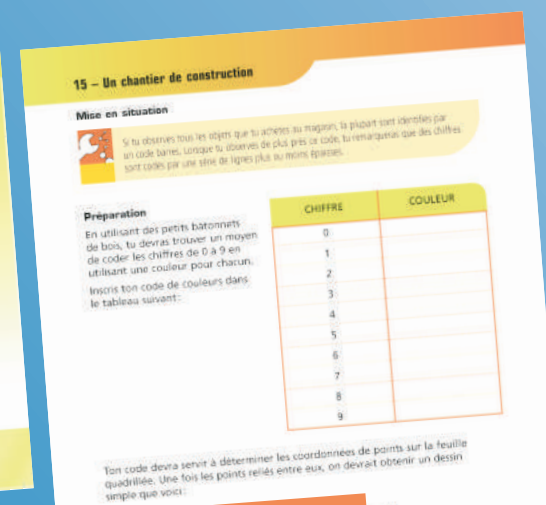 15 – Un chantier de construction
Mise en situation
Si tu observes tous les objets que tu achètes au magasin, la plupart sont identifiés par
un code barres. Lorsque tu observes de plus près ce code, tu remarqueras que des chiffres
sont codés par une série de lignes plus ou moins épaisses.
Préparation
En utilisant des petits bâtonnets
de bois, tu devras trouver un moyen
de coder les chiffres de 0 à 9 en
utilisant une couleur pour chacun.
Inscris ton code de couleurs dans
le tableau suivant:
CHIFFRE COULEUR
0
1
2
3
4
5
6
7
8
9
Ton code devra servir à déterminer les coordonnées de points sur la feuille
quadrillée. Une fois les points reliés entre eux, on devrait obtenir un dessin
simple que voici: